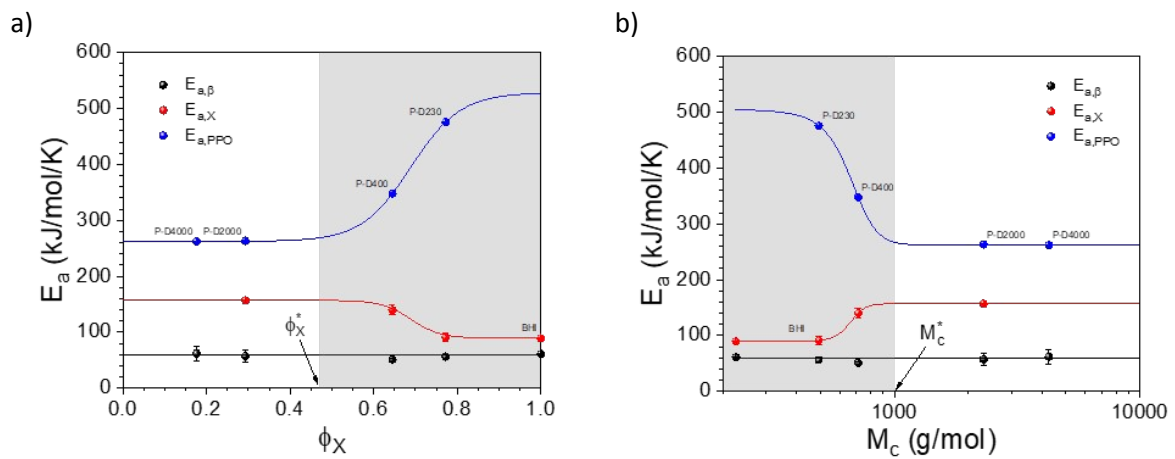 a)
600
500
400
300
200
100
0
E_a (kJ/mol/K)
E_a,β
E_a,X
E_a,PPO
P-D4000
P-D2000
P-D400
P-D230
BHI
ϕ_X^*
0.0
0.2
0.4
0.6
0.8
1.0
ϕ_X
b)
600
500
400
300
200
100
0
E_a (kJ/mol/K)
E_a,β
E_a,X
E_a,PPO
P-D230
P-D400
P-D2000
P-D4000
BHI
M_c^*
1000
10000
M_c (g/mol)